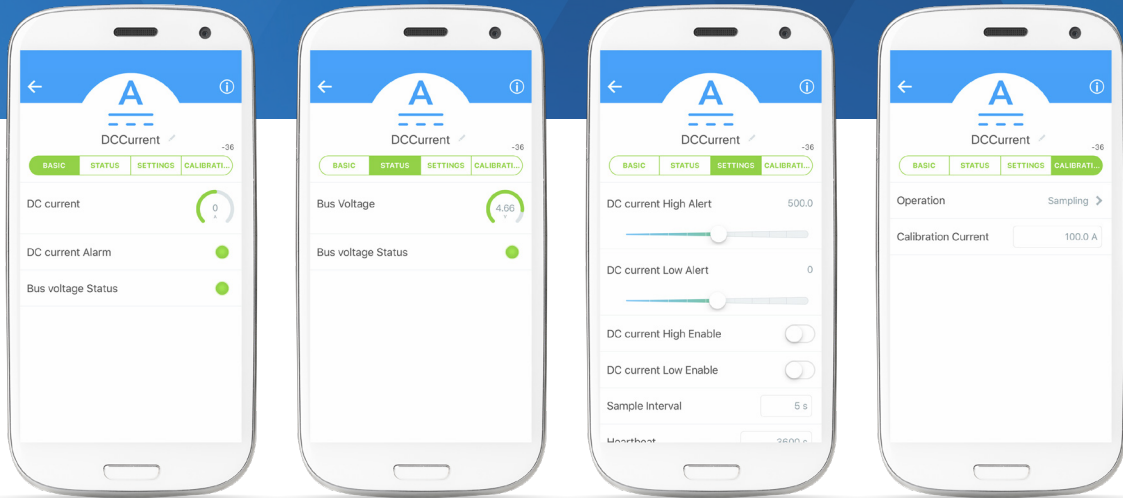 A
DCCurrent
-36
BASIC STATUS SETTINGS CALIBRATI...
DC current 0
A
DC current Alarm
Bus voltage Status
A
DCCurrent
-36
BASIC STATUS SETTINGS CALIBRATI...
Bus Voltage 4.66
V
Bus voltage Status
A
DCCurrent
-36
BASIC STATUS SETTINGS CALIBRATI...
DC current High Alert 500.0
DC current Low Alert 0
DC current High Enable
DC current Low Enable
Sample Interval 5 s
Heartbeat 3600 s
A
DCCurrent
-36
BASIC STATUS SETTINGS CALIBRATI...
Operation Sampling
Calibration Current 100.0 A